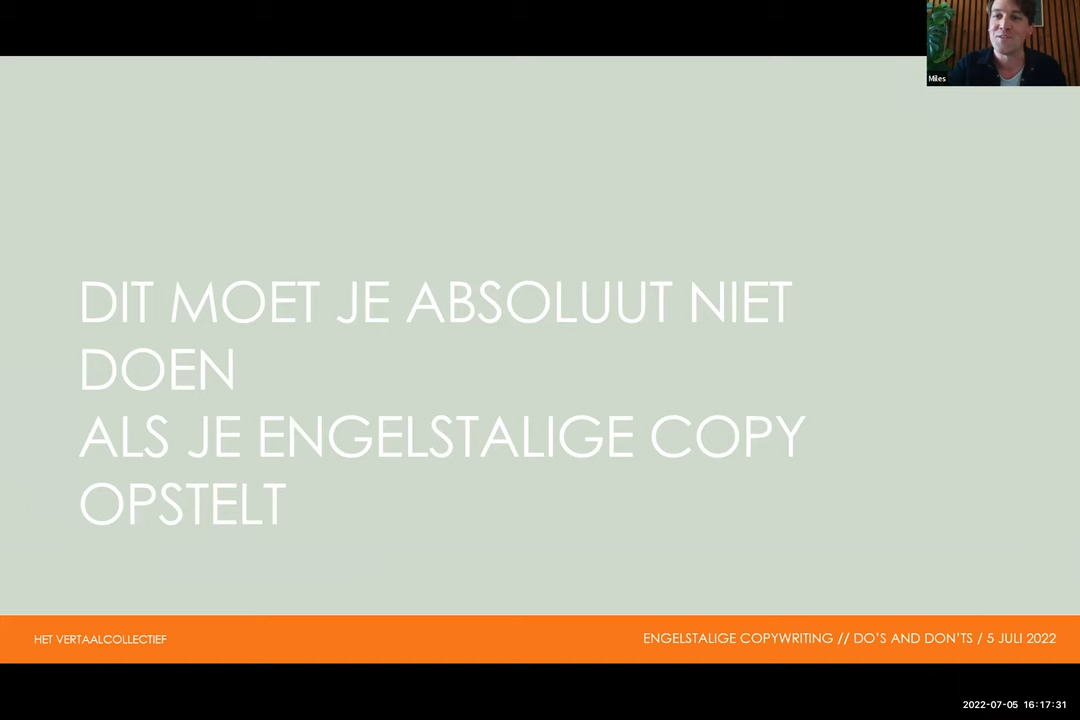 Miles
DIT MOET JE ABSOLUUT NIET
DOEN
ALS JE ENGELSTALIGE COPY
OPSTELT
HET VERTAALCOLLECTIEF
ENGELSTALIGE COPYWRITING // DO'S AND DON'TS / 5 JULI 2022
2022-07-05 16:17:31